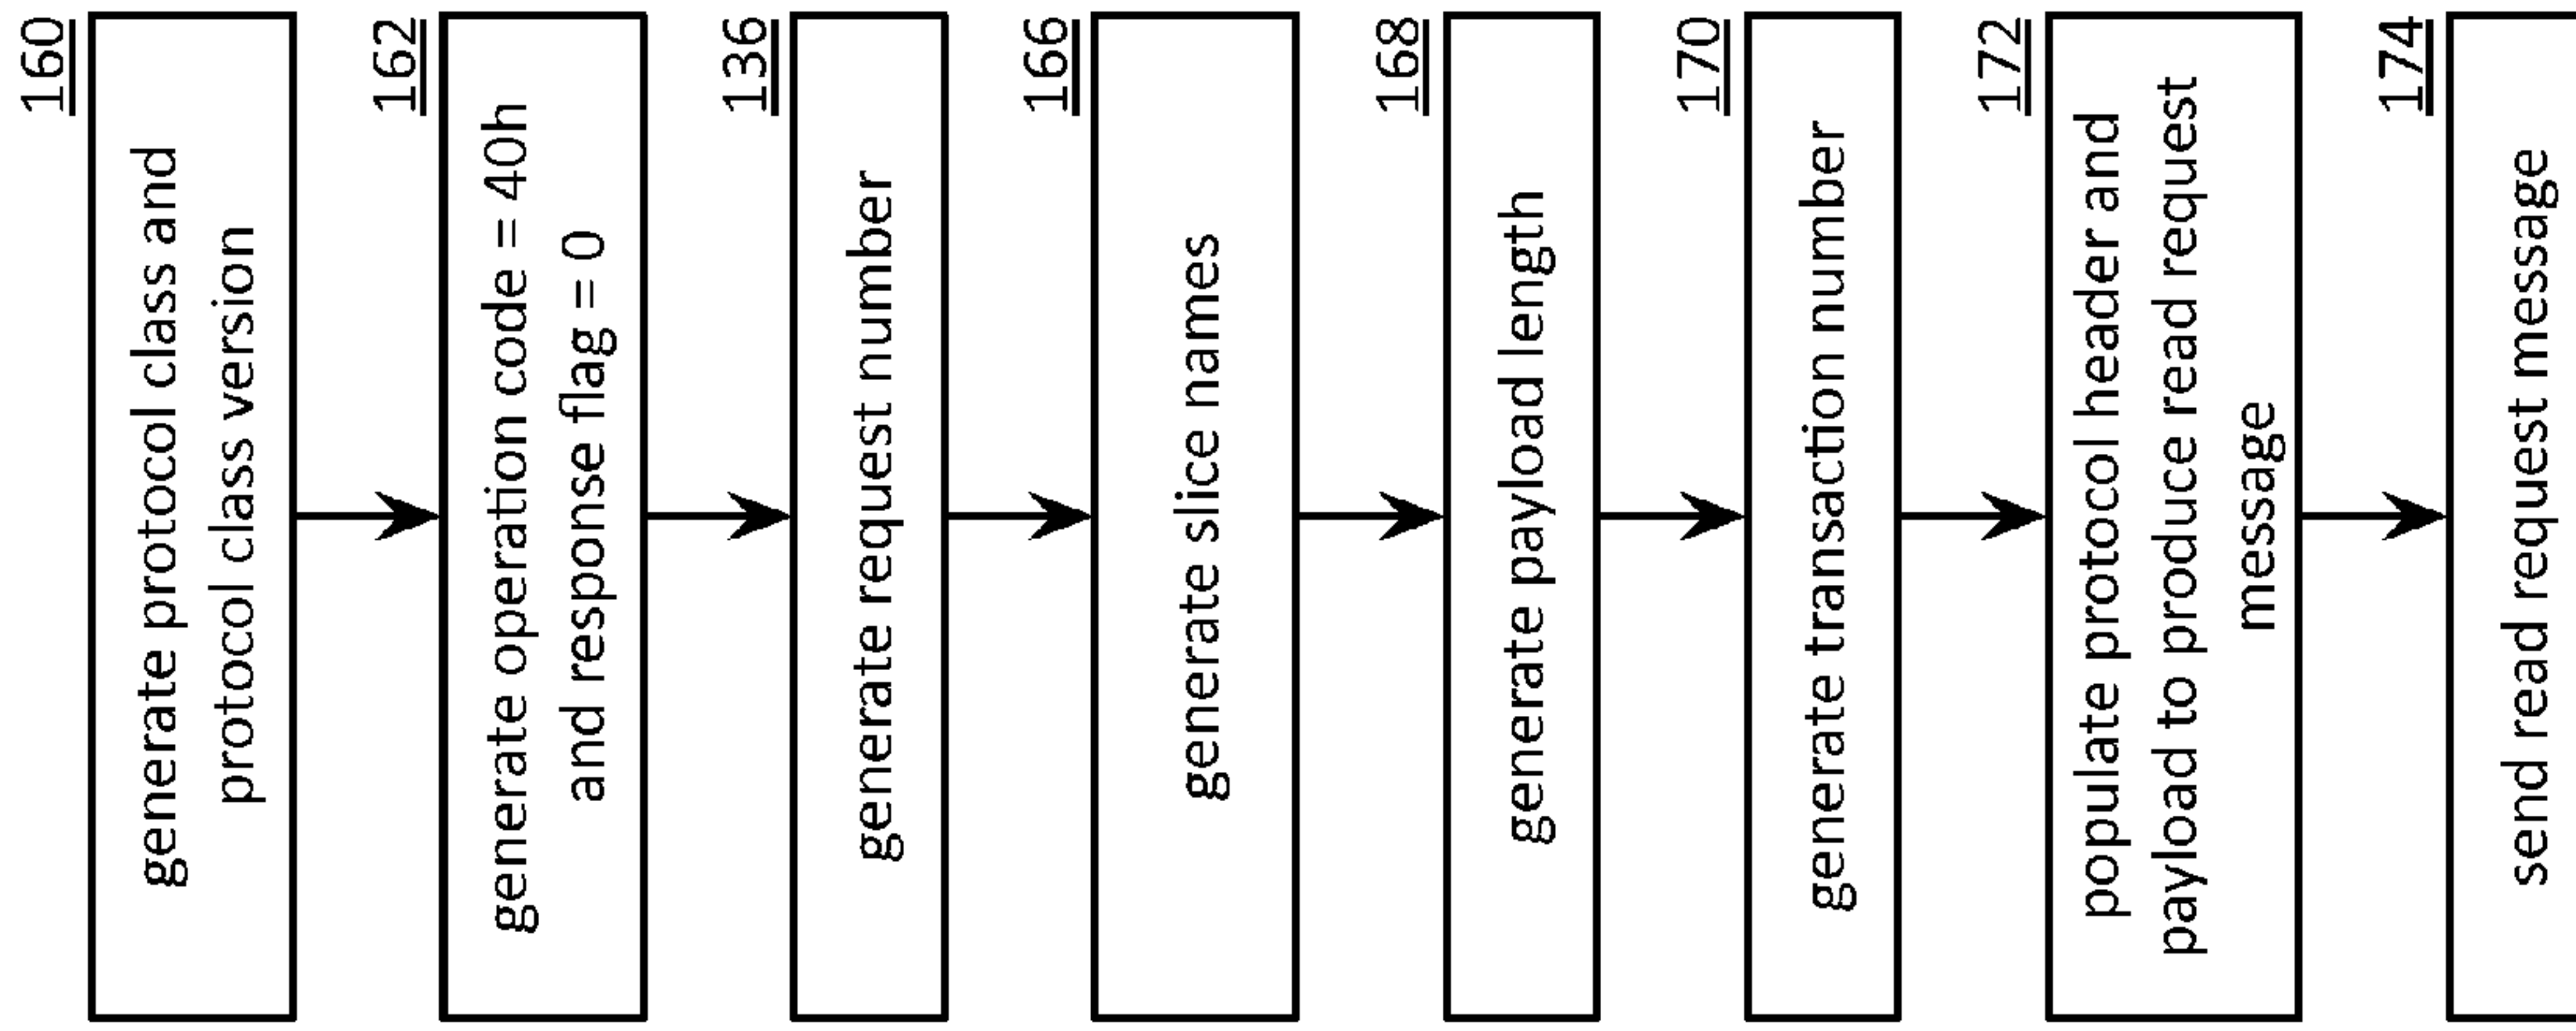 160
generate protocol class and
protocol class version
162
generate operation code = 40h
and response flag = 0
136
generate request number
166
generate slice names
168
generate payload length
170
generate transaction number
172
populate protocol header and
payload to produce read request
message
174
send read request message